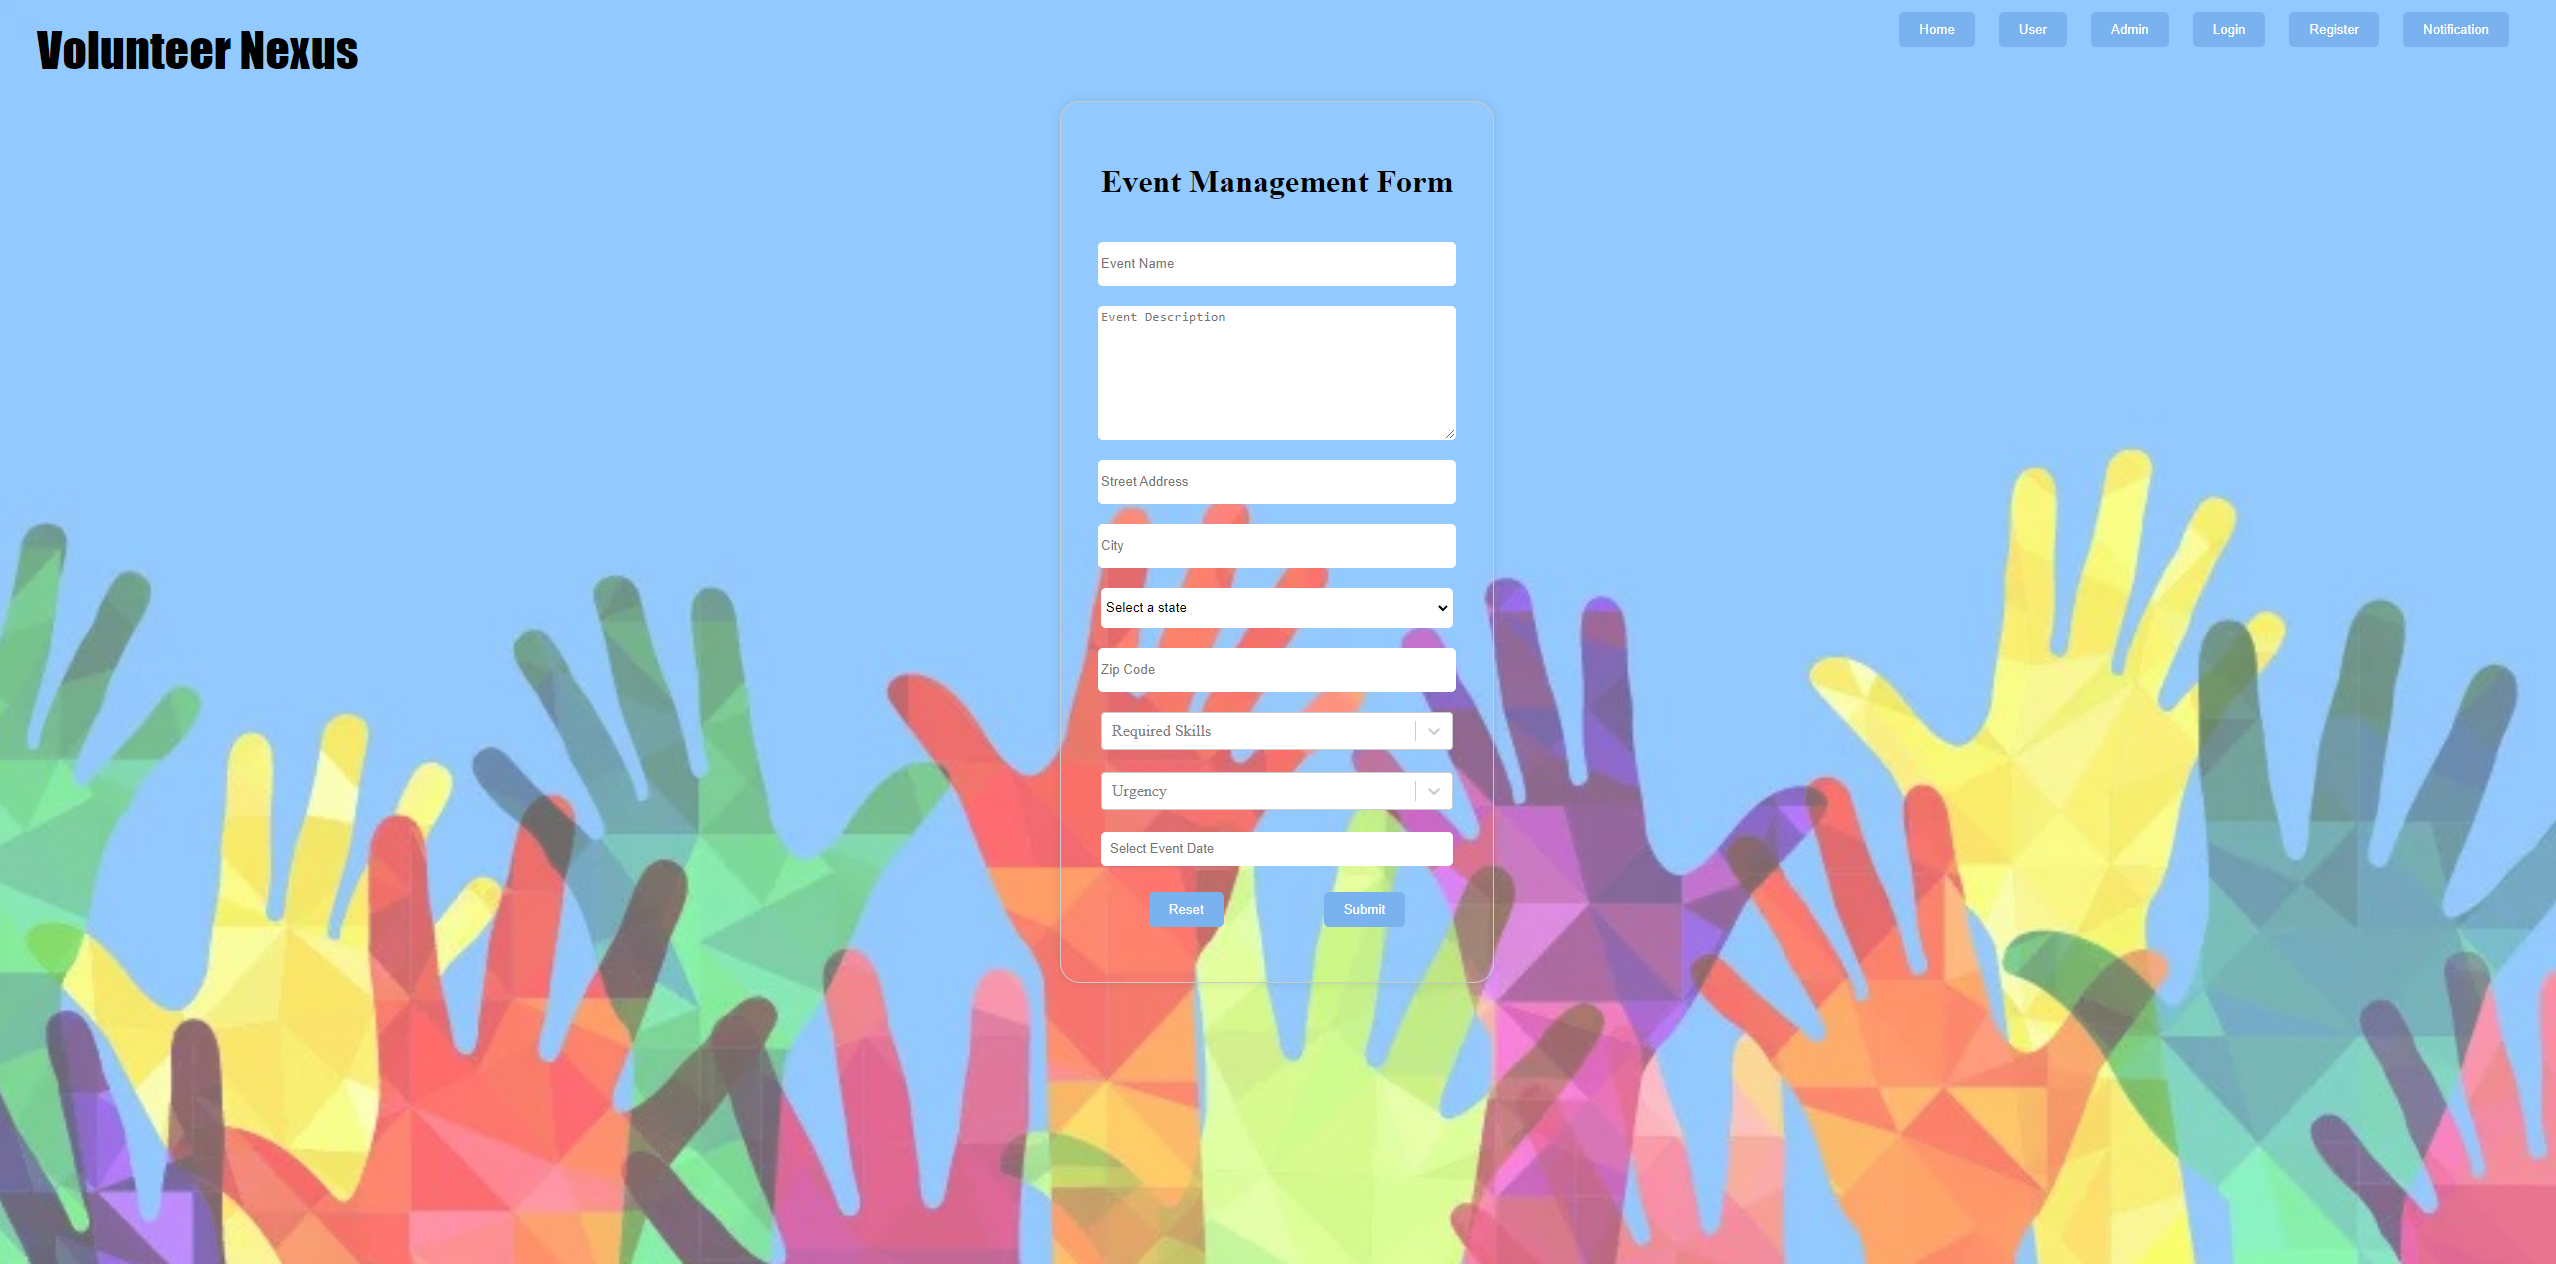 Volunteer Nexus
Home
User
Admin
Login
Register
Notification
Event Management Form
Event Name
Event Description
Street Address
City
Select a state
Zip Code
Required Skills
Urgency
Select Event Date
Reset
Submit